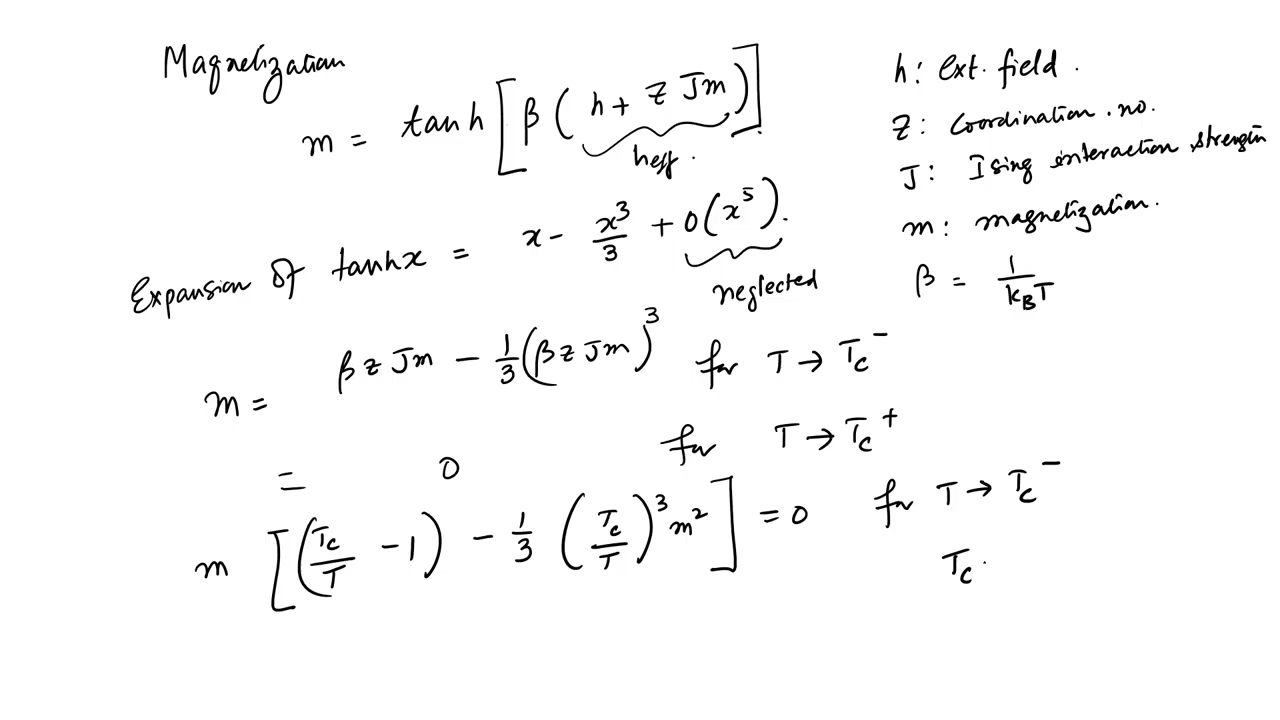 Magnetization
m = tanh [β (h + z Jm)]
heff.
h: ext. field.
z: Coordination. no.
J: Ising interaction strength
m: magnetization.
β = 1/k_BT
Expansion of tanhx = x - x³/3 + O(x⁵).
neglected
m = βzJm - 1/3 (βzJm)³ for T → Tc⁻
= 0 for T → Tc⁺
m [(Tc/T - 1) - 1/3 (Tc/T)³ m²] = 0 for T → Tc⁻
Tc.